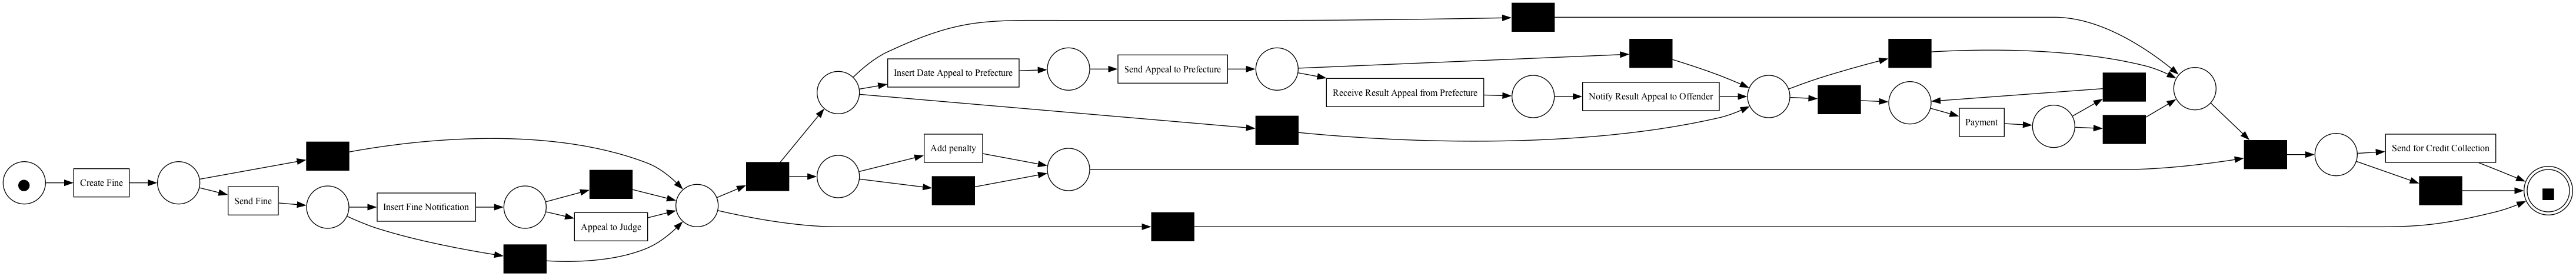 Create Fine
Send Fine
Insert Fine Notification
Appeal to Judge
Insert Date Appeal to Prefecture
Send Appeal to Prefecture
Receive Result Appeal from Prefecture
Notify Result Appeal to Offender
Payment
Add penalty
Send for Credit Collection